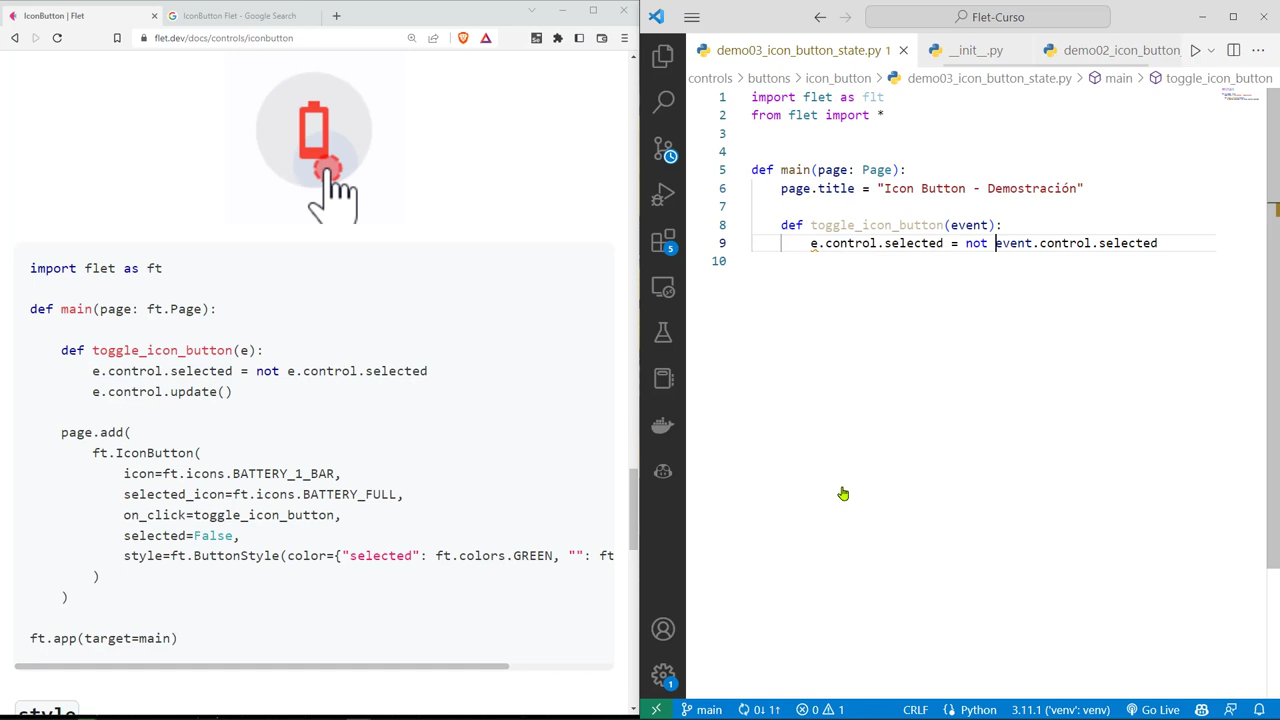 IconButton | Flet
IconButton Flet - Google Search
flet.dev/docs/controls/iconbutton
import flet as ft
def main(page: ft.Page):
def toggle_icon_button(e):
e.control.selected = not e.control.selected
e.control.update()
page.add(
ft.IconButton(
icon=ft.icons.BATTERY_1_BAR,
selected_icon=ft.icons.BATTERY_FULL,
on_click=toggle_icon_button,
selected=False,
style=ft.ButtonStyle(color={"selected": ft.colors.GREEN, "": ft
)
)
ft.app(target=main)
style
Flet-Curso
demo03_icon_button_state.py 1
__init__.py
demo02_icon_button
controls > buttons > icon_button > demo03_icon_button_state.py > main > toggle_icon_button
1 import flet as flt
2 from flet import *
3
4
5 def main(page: Page):
6 page.title = "Icon Button - Demostración"
7
8 def toggle_icon_button(event):
9 e.control.selected = not event.control.selected
10
5
1
main 0↓ 1↑ 0 1 CRLF Python 3.11.1 ('venv': venv) Go Live